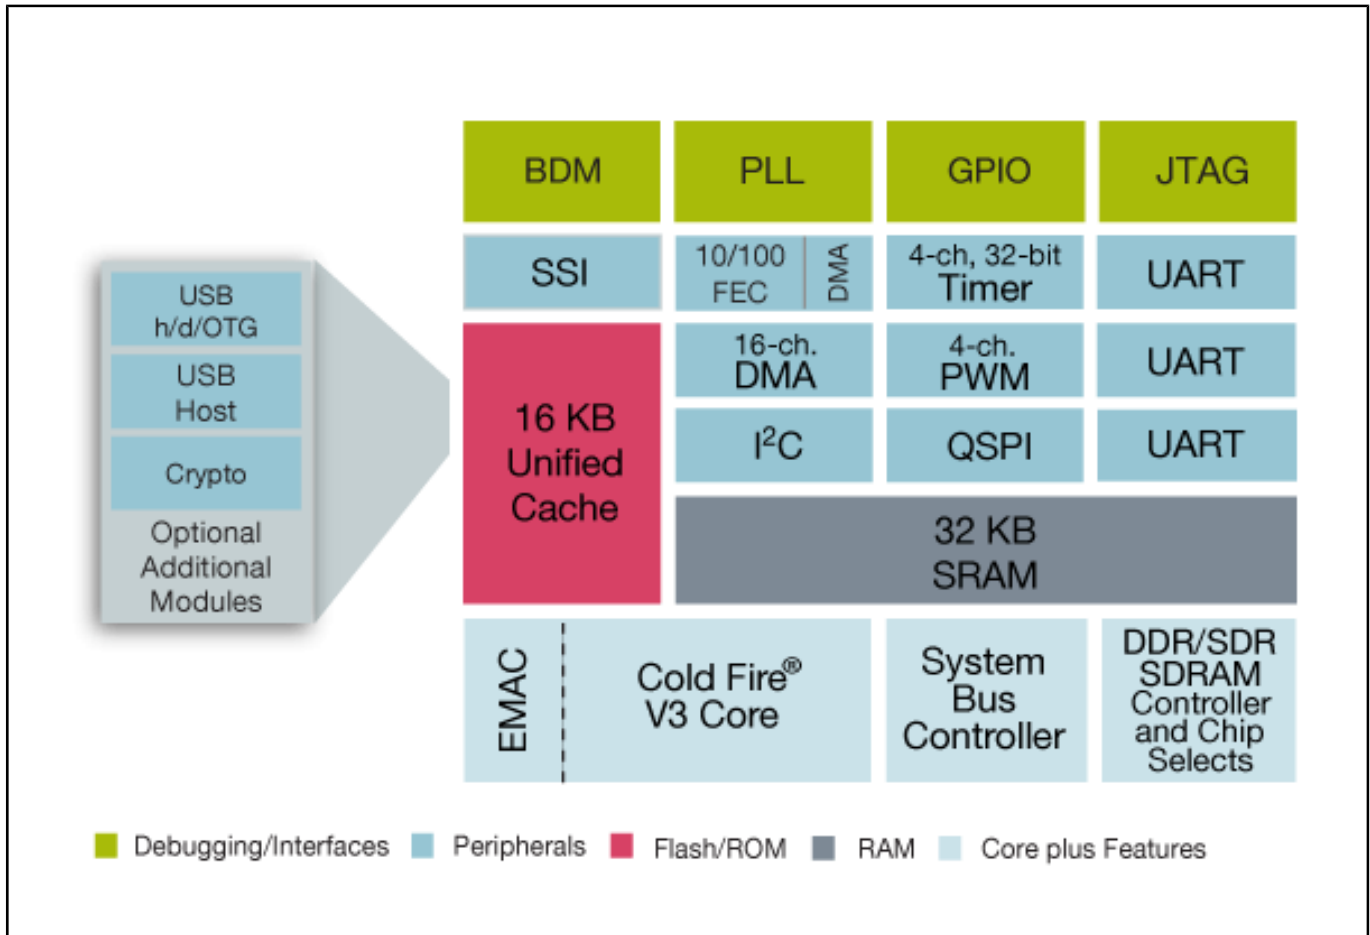 BDM
PLL
GPIO
JTAG
SSI
10/100
FEC
DMA
4-ch, 32-bit
Timer
UART
USB
h/d/OTG
USB
Host
Crypto
Optional
Additional
Modules
16 KB
Unified
Cache
16-ch.
DMA
4-ch.
PWM
UART
I²C
QSPI
UART
32 KB
SRAM
EMAC
Cold Fire®
V3 Core
System
Bus
Controller
DDR/SDR
SDRAM
Controller
and Chip
Selects
Debugging/Interfaces
Peripherals
Flash/ROM
RAM
Core plus Features